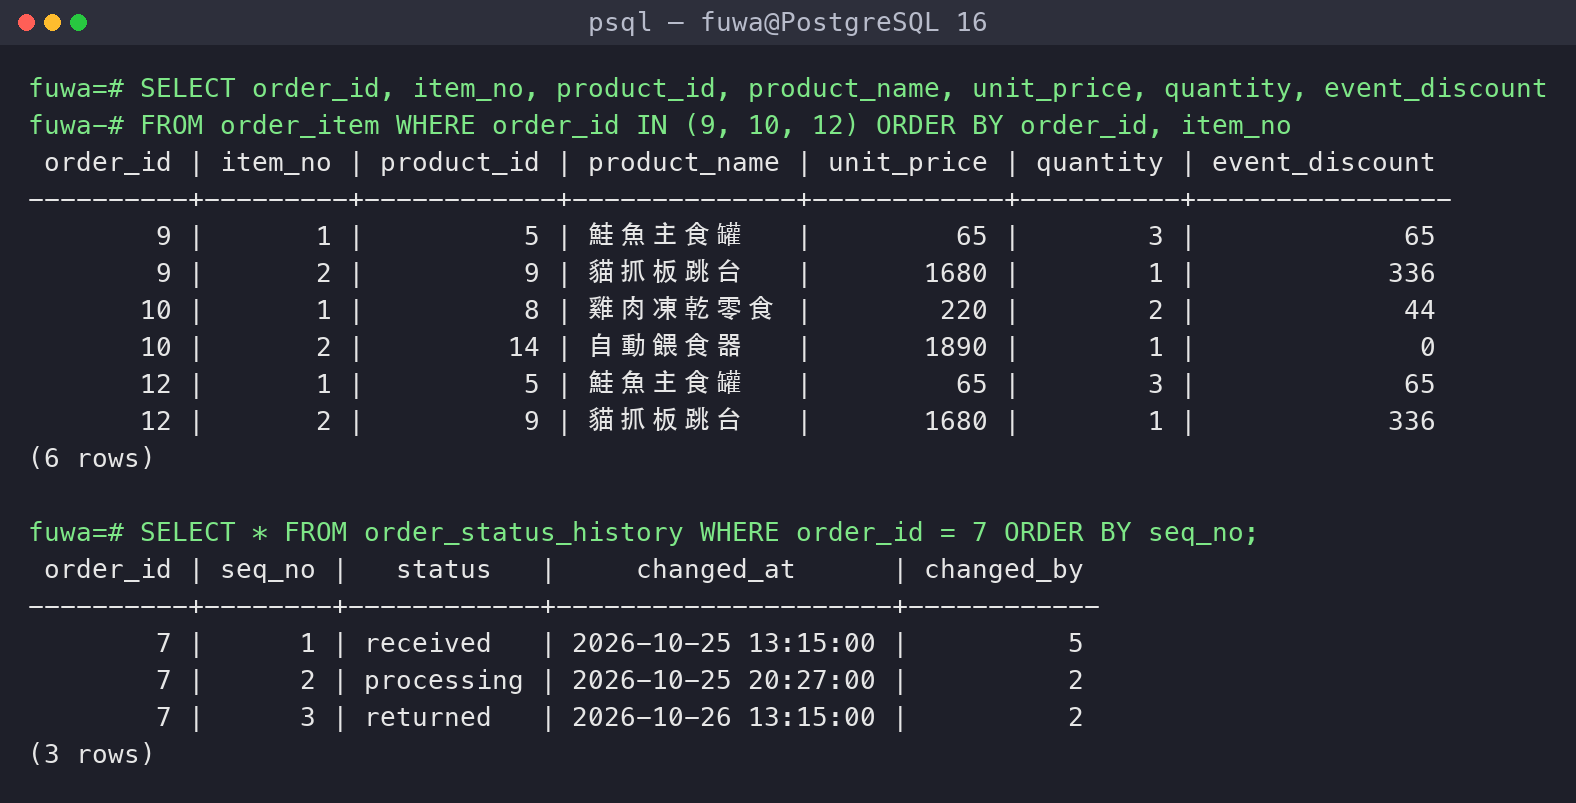 psql — fuwa@PostgreSQL 16
fuwa=# SELECT order_id, item_no, product_id, product_name, unit_price, quantity, event_discount
fuwa-# FROM order_item WHERE order_id IN (9, 10, 12) ORDER BY order_id, item_no
 order_id | item_no | product_id | product_name | unit_price | quantity | event_discount
----------+---------+------------+--------------+------------+----------+----------------
        9 |       1 |          5 | 鮭魚主食罐   |         65 |        3 |             65
        9 |       2 |          9 | 貓抓板跳台   |       1680 |        1 |            336
       10 |       1 |          8 | 雞肉凍乾零食 |        220 |        2 |             44
       10 |       2 |         14 | 自動餵食器   |       1890 |        1 |              0
       12 |       1 |          5 | 鮭魚主食罐   |         65 |        3 |             65
       12 |       2 |          9 | 貓抓板跳台   |       1680 |        1 |            336
(6 rows)
fuwa=# SELECT * FROM order_status_history WHERE order_id = 7 ORDER BY seq_no;
 order_id | seq_no |   status   |     changed_at      | changed_by
----------+--------+------------+---------------------+------------
        7 |      1 | received   | 2026-10-25 13:15:00 |          5
        7 |      2 | processing | 2026-10-25 20:27:00 |          2
        7 |      3 | returned   | 2026-10-26 13:15:00 |          2
(3 rows)